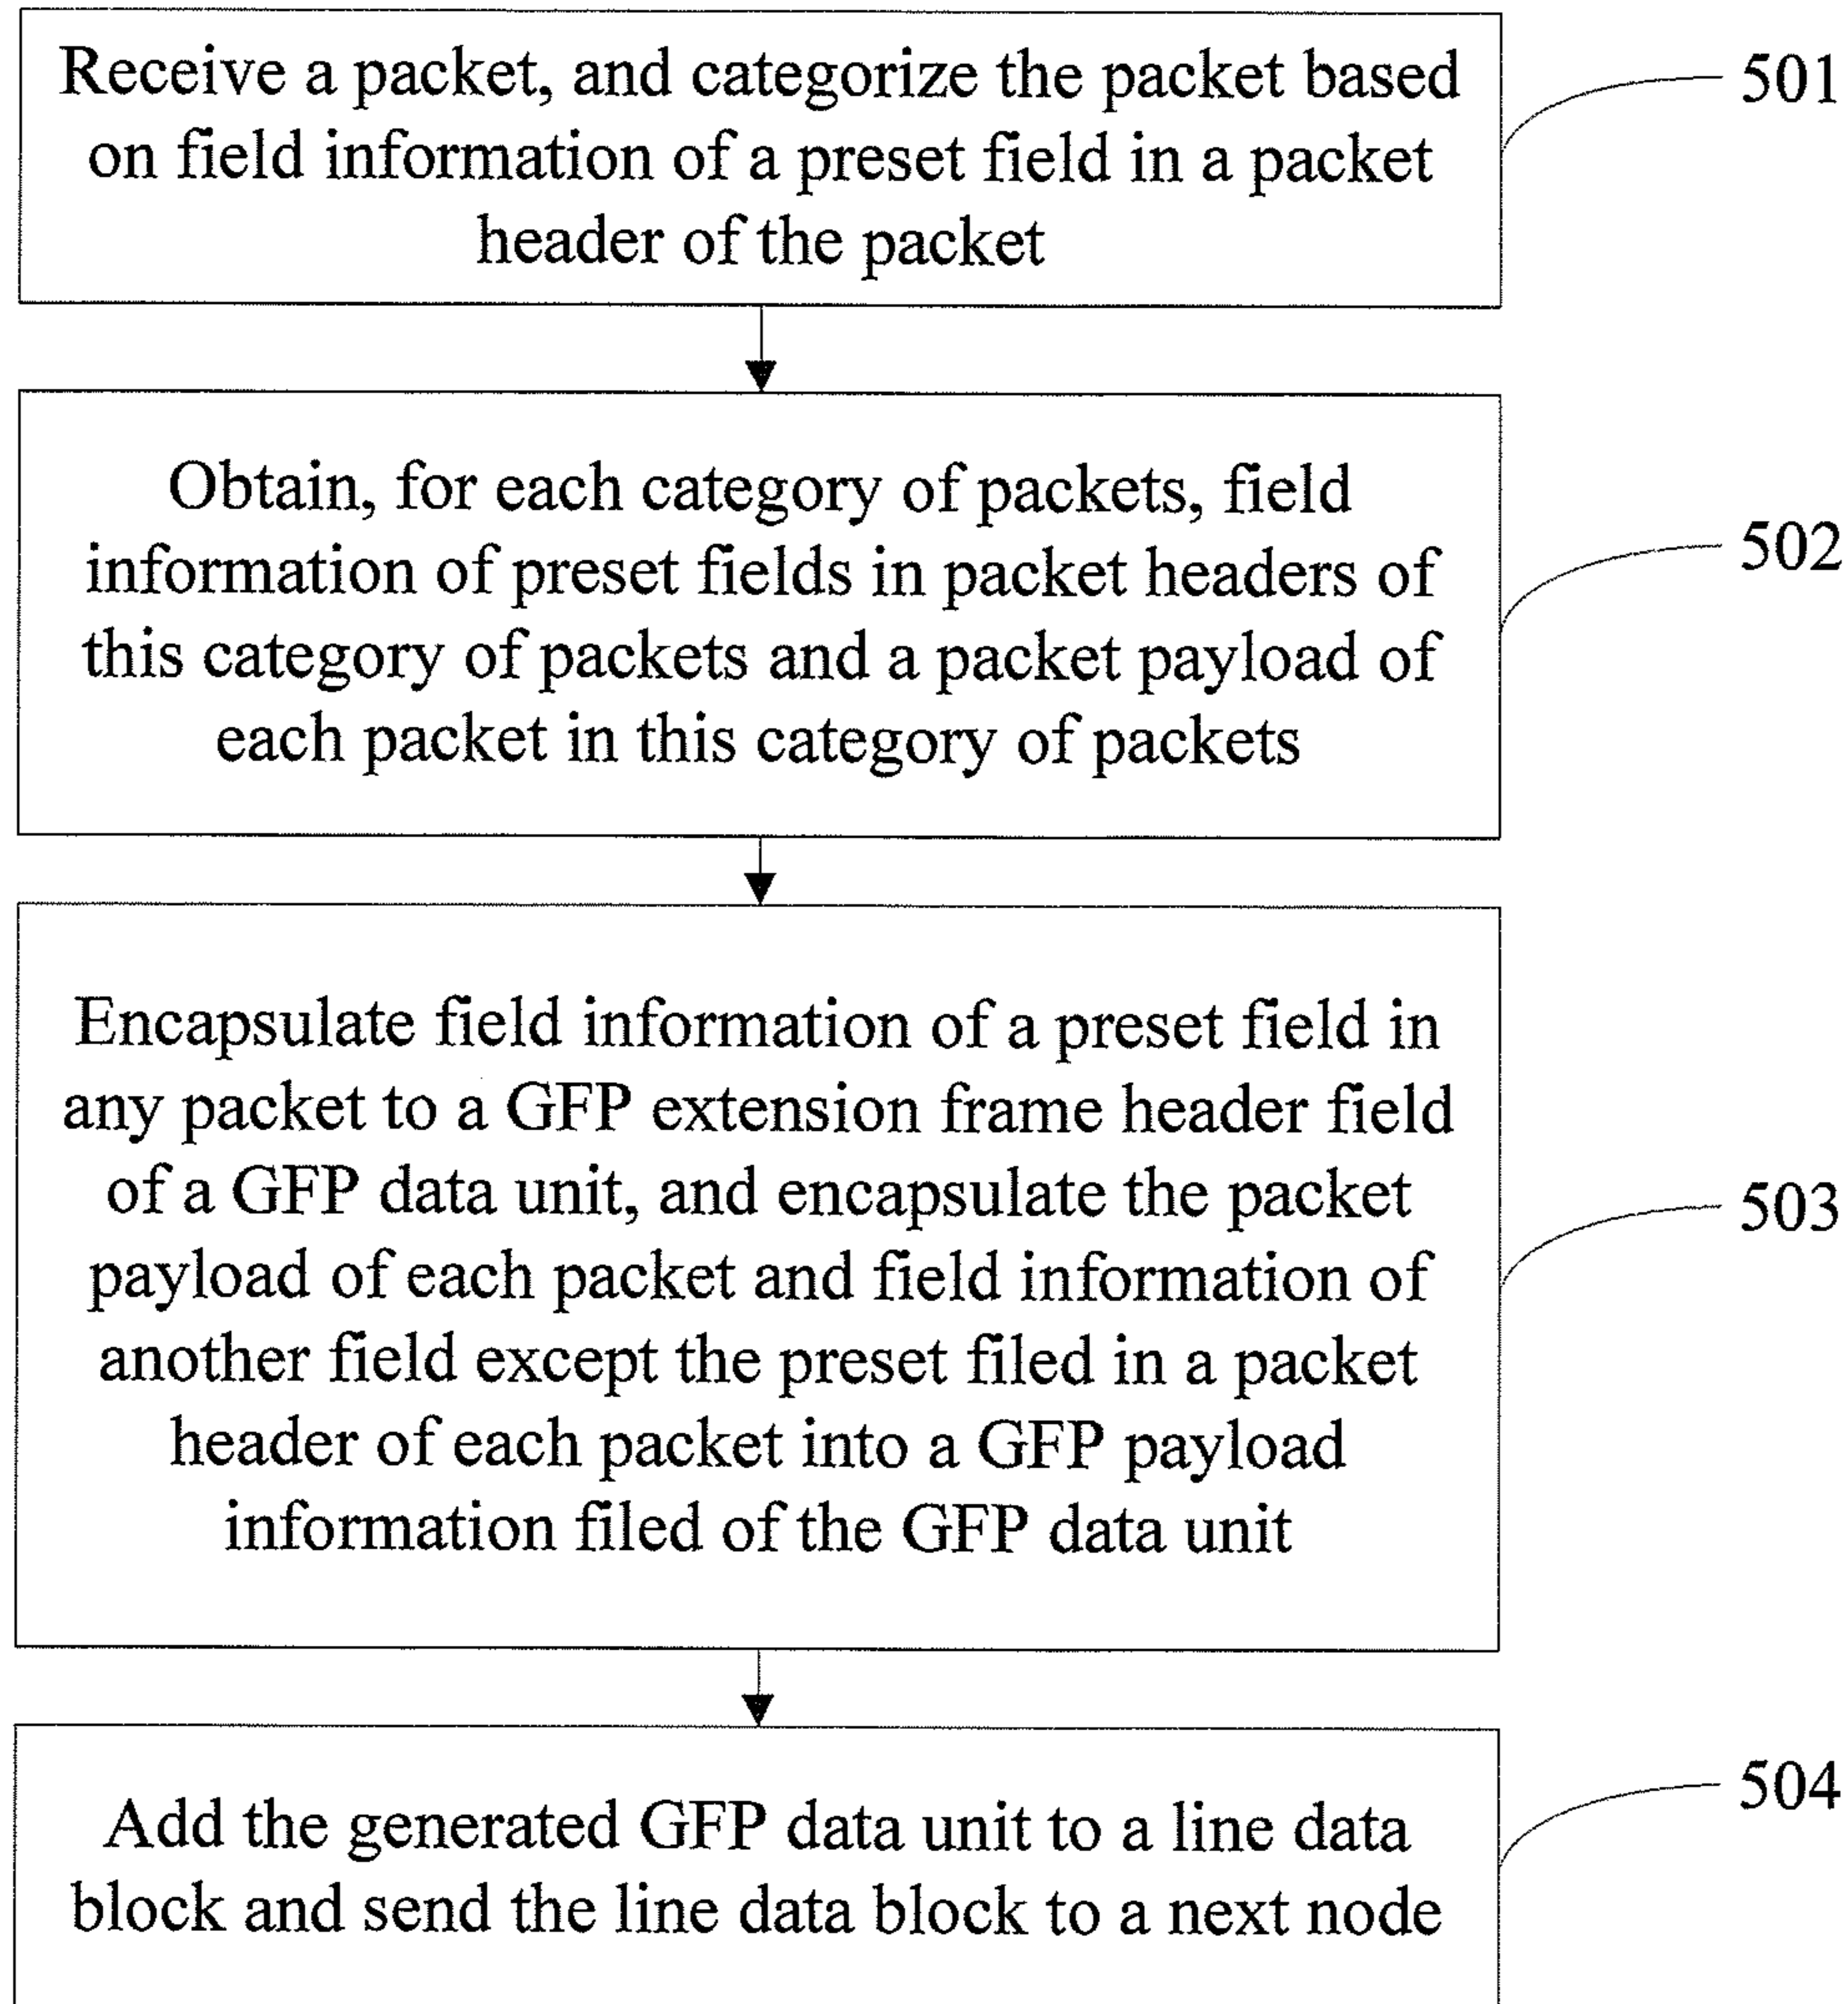 Receive a packet, and categorize the packet based
on field information of a preset field in a packet
header of the packet
501
Obtain, for each category of packets, field
information of preset fields in packet headers of
this category of packets and a packet payload of
each packet in this category of packets
502
Encapsulate field information of a preset field in
any packet to a GFP extension frame header field
of a GFP data unit, and encapsulate the packet
payload of each packet and field information of
another field except the preset filed in a packet
header of each packet into a GFP payload
information filed of the GFP data unit
503
Add the generated GFP data unit to a line data
block and send the line data block to a next node
504